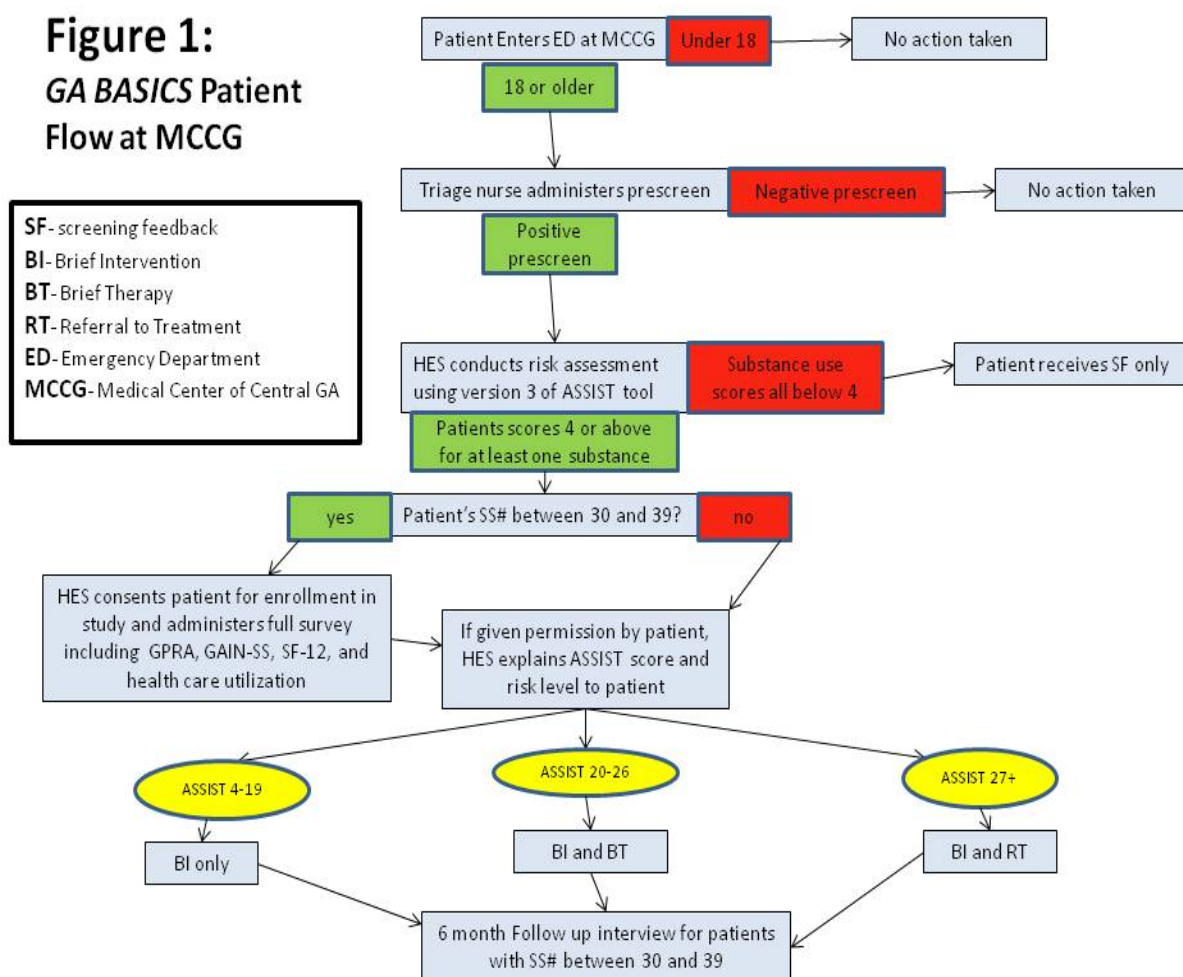 Figure 1:
GA BASICS Patient
Flow at MCCG
SF- screening feedback
BI- Brief Intervention
BT- Brief Therapy
RT- Referral to Treatment
ED- Emergency Department
MCCG- Medical Center of Central GA
Patient Enters ED at MCCG
Under 18
No action taken
18 or older
Triage nurse administers prescreen
Negative prescreen
No action taken
Positive
prescreen
HES conducts risk assessment
using version 3 of ASSIST tool
Substance use
scores all below 4
Patient receives SF only
Patients scores 4 or above
for at least one substance
yes
Patient's SS# between 30 and 39?
no
HES consents patient for enrollment in
study and administers full survey
including GPRA, GAIN-SS, SF-12, and
health care utilization
If given permission by patient,
HES explains ASSIST score and
risk level to patient
ASSIST 4-19
ASSIST 20-26
ASSIST 27+
BI only
BI and BT
BI and RT
6 month Follow up interview for patients
with SS# between 30 and 39